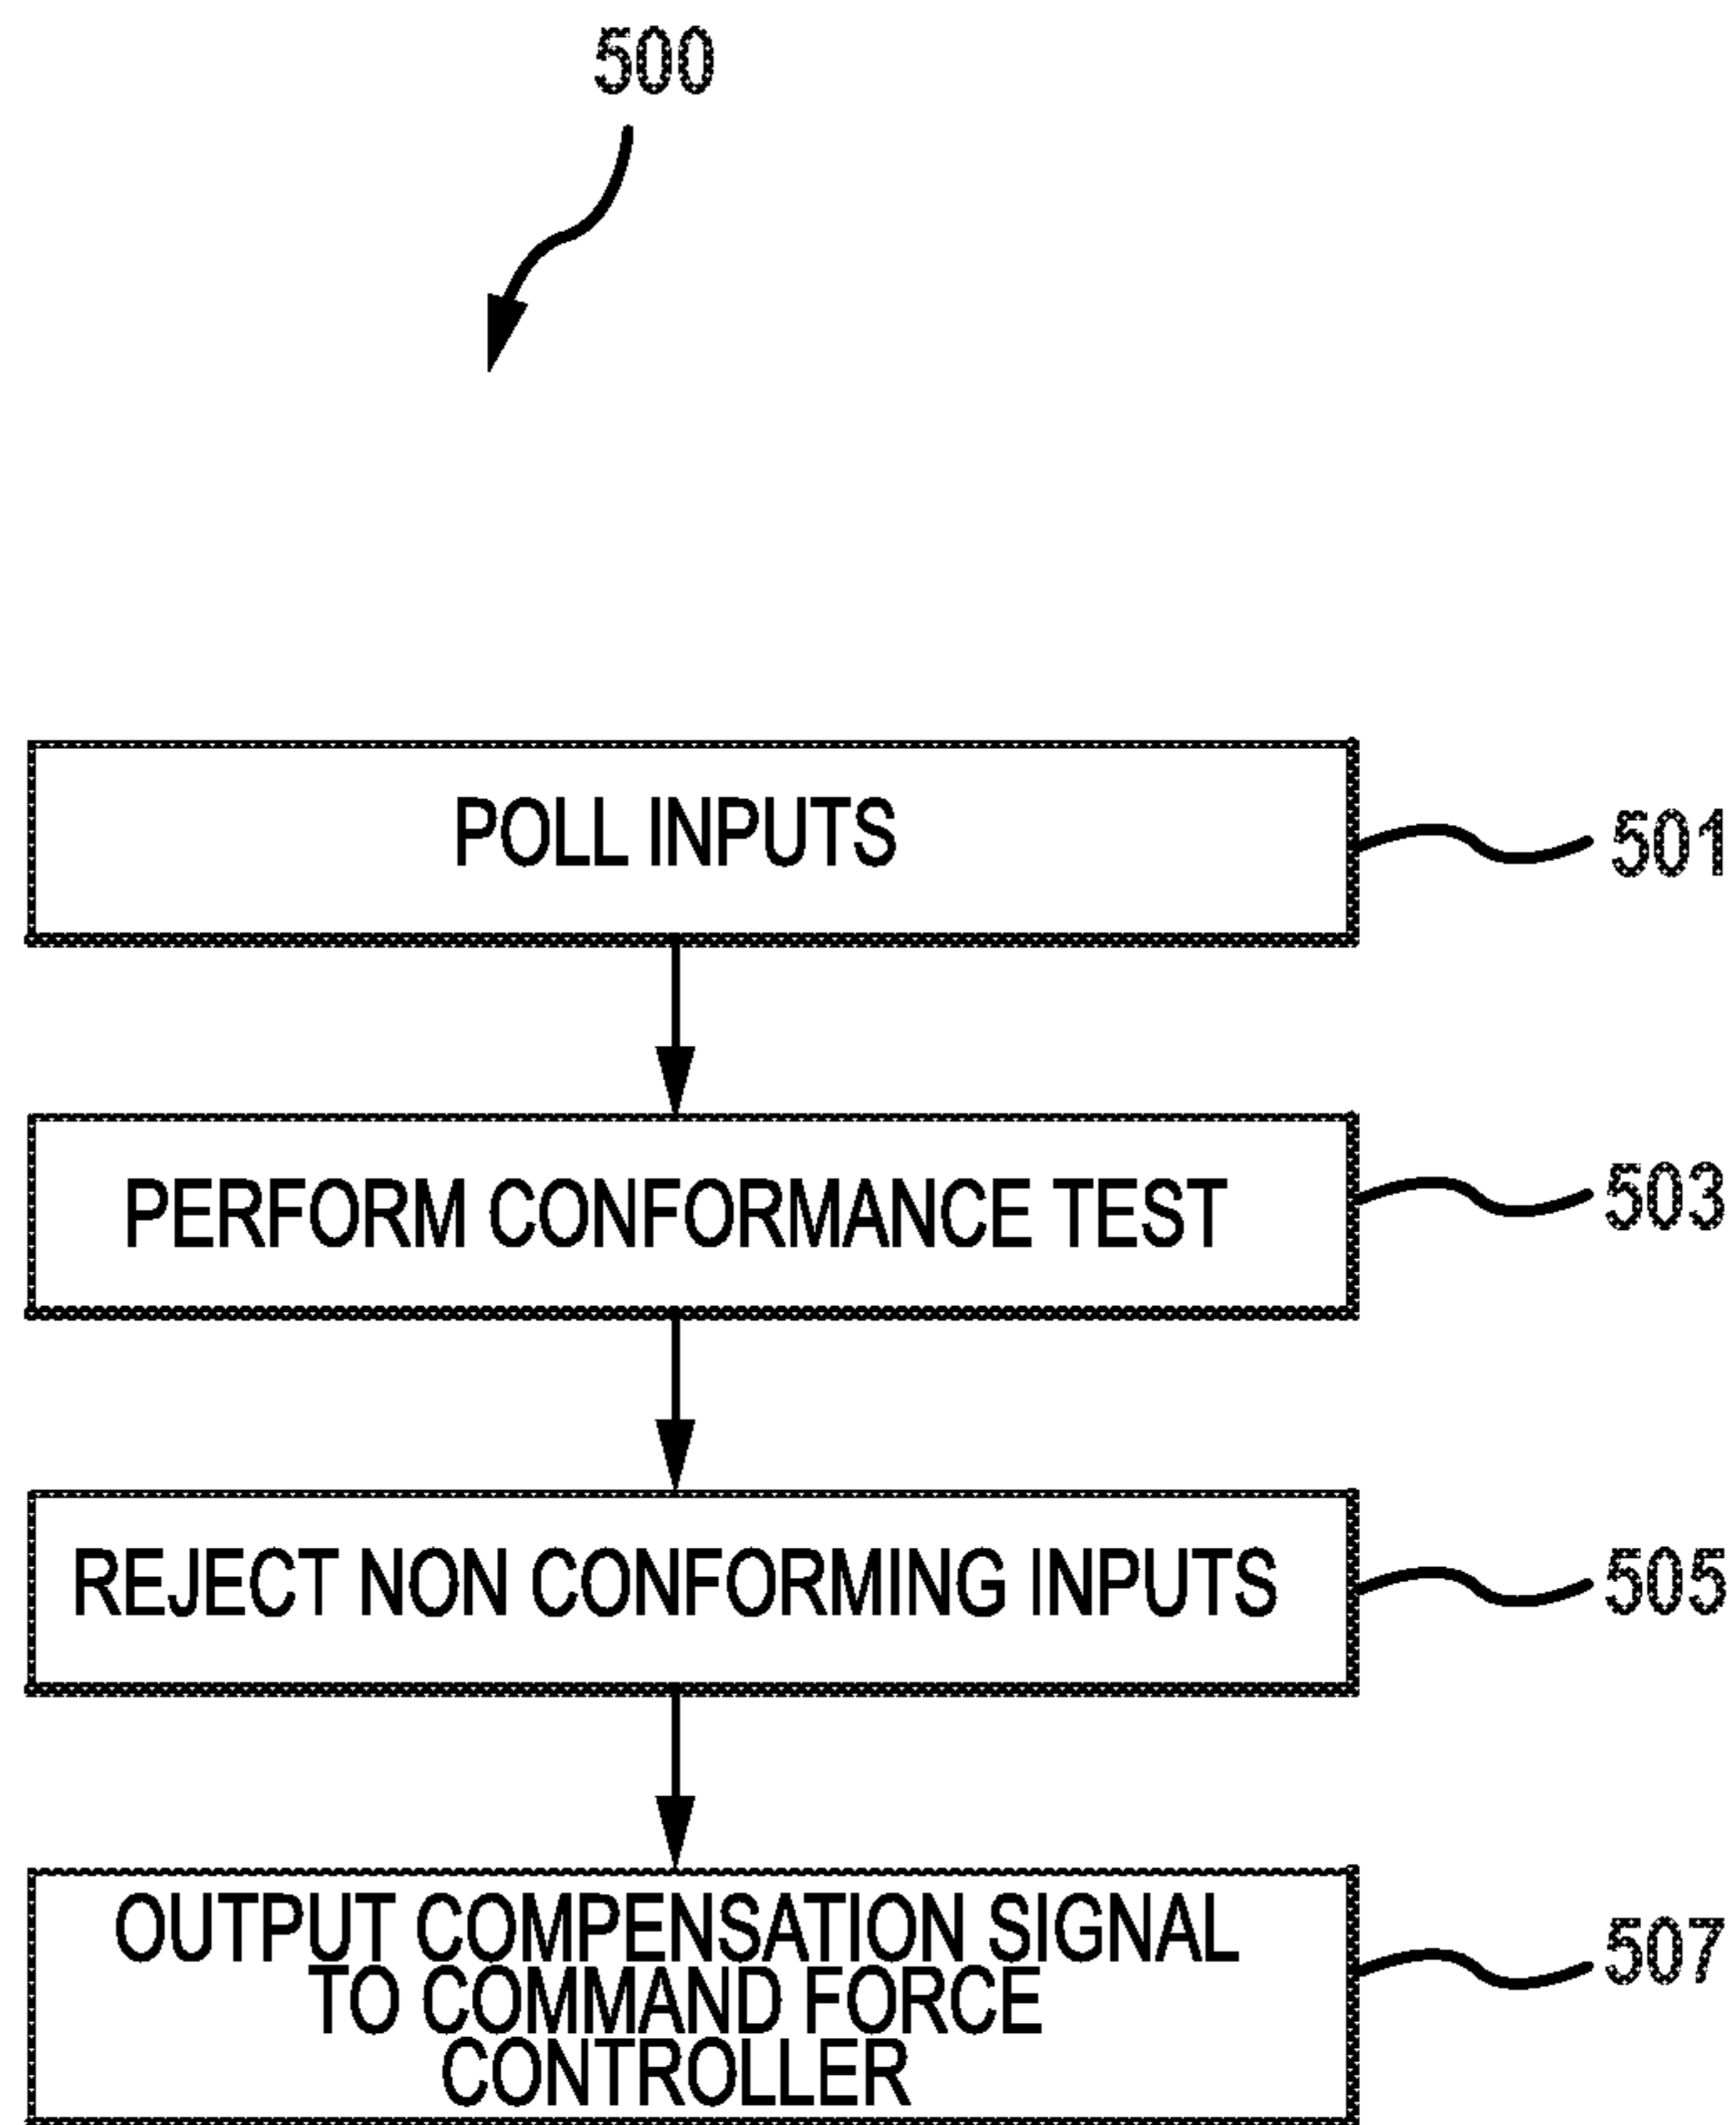 500
POLL INPUTS
501
PERFORM CONFORMANCE TEST
503
REJECT NON CONFORMING INPUTS
505
OUTPUT COMPENSATION SIGNAL
TO COMMAND FORCE
CONTROLLER
507